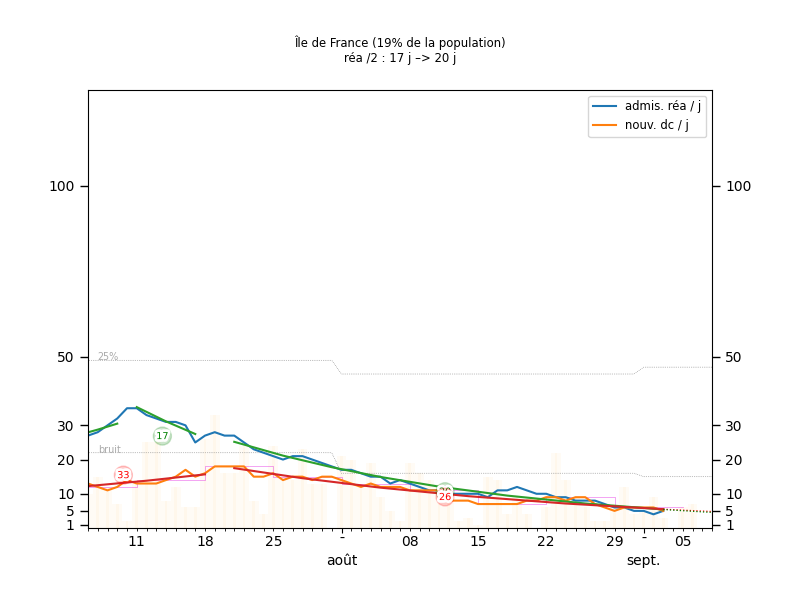 Île de France (19% de la population)
réa /2 : 17 j –> 20 j
admis. réa / j
nouv. dc / j
100 100
25%
50 50
17
30 30
bruit
20 20
33
26
10 10
5 5
1 1
11 18 25 - 08 15 22 29 - 05
août sept.